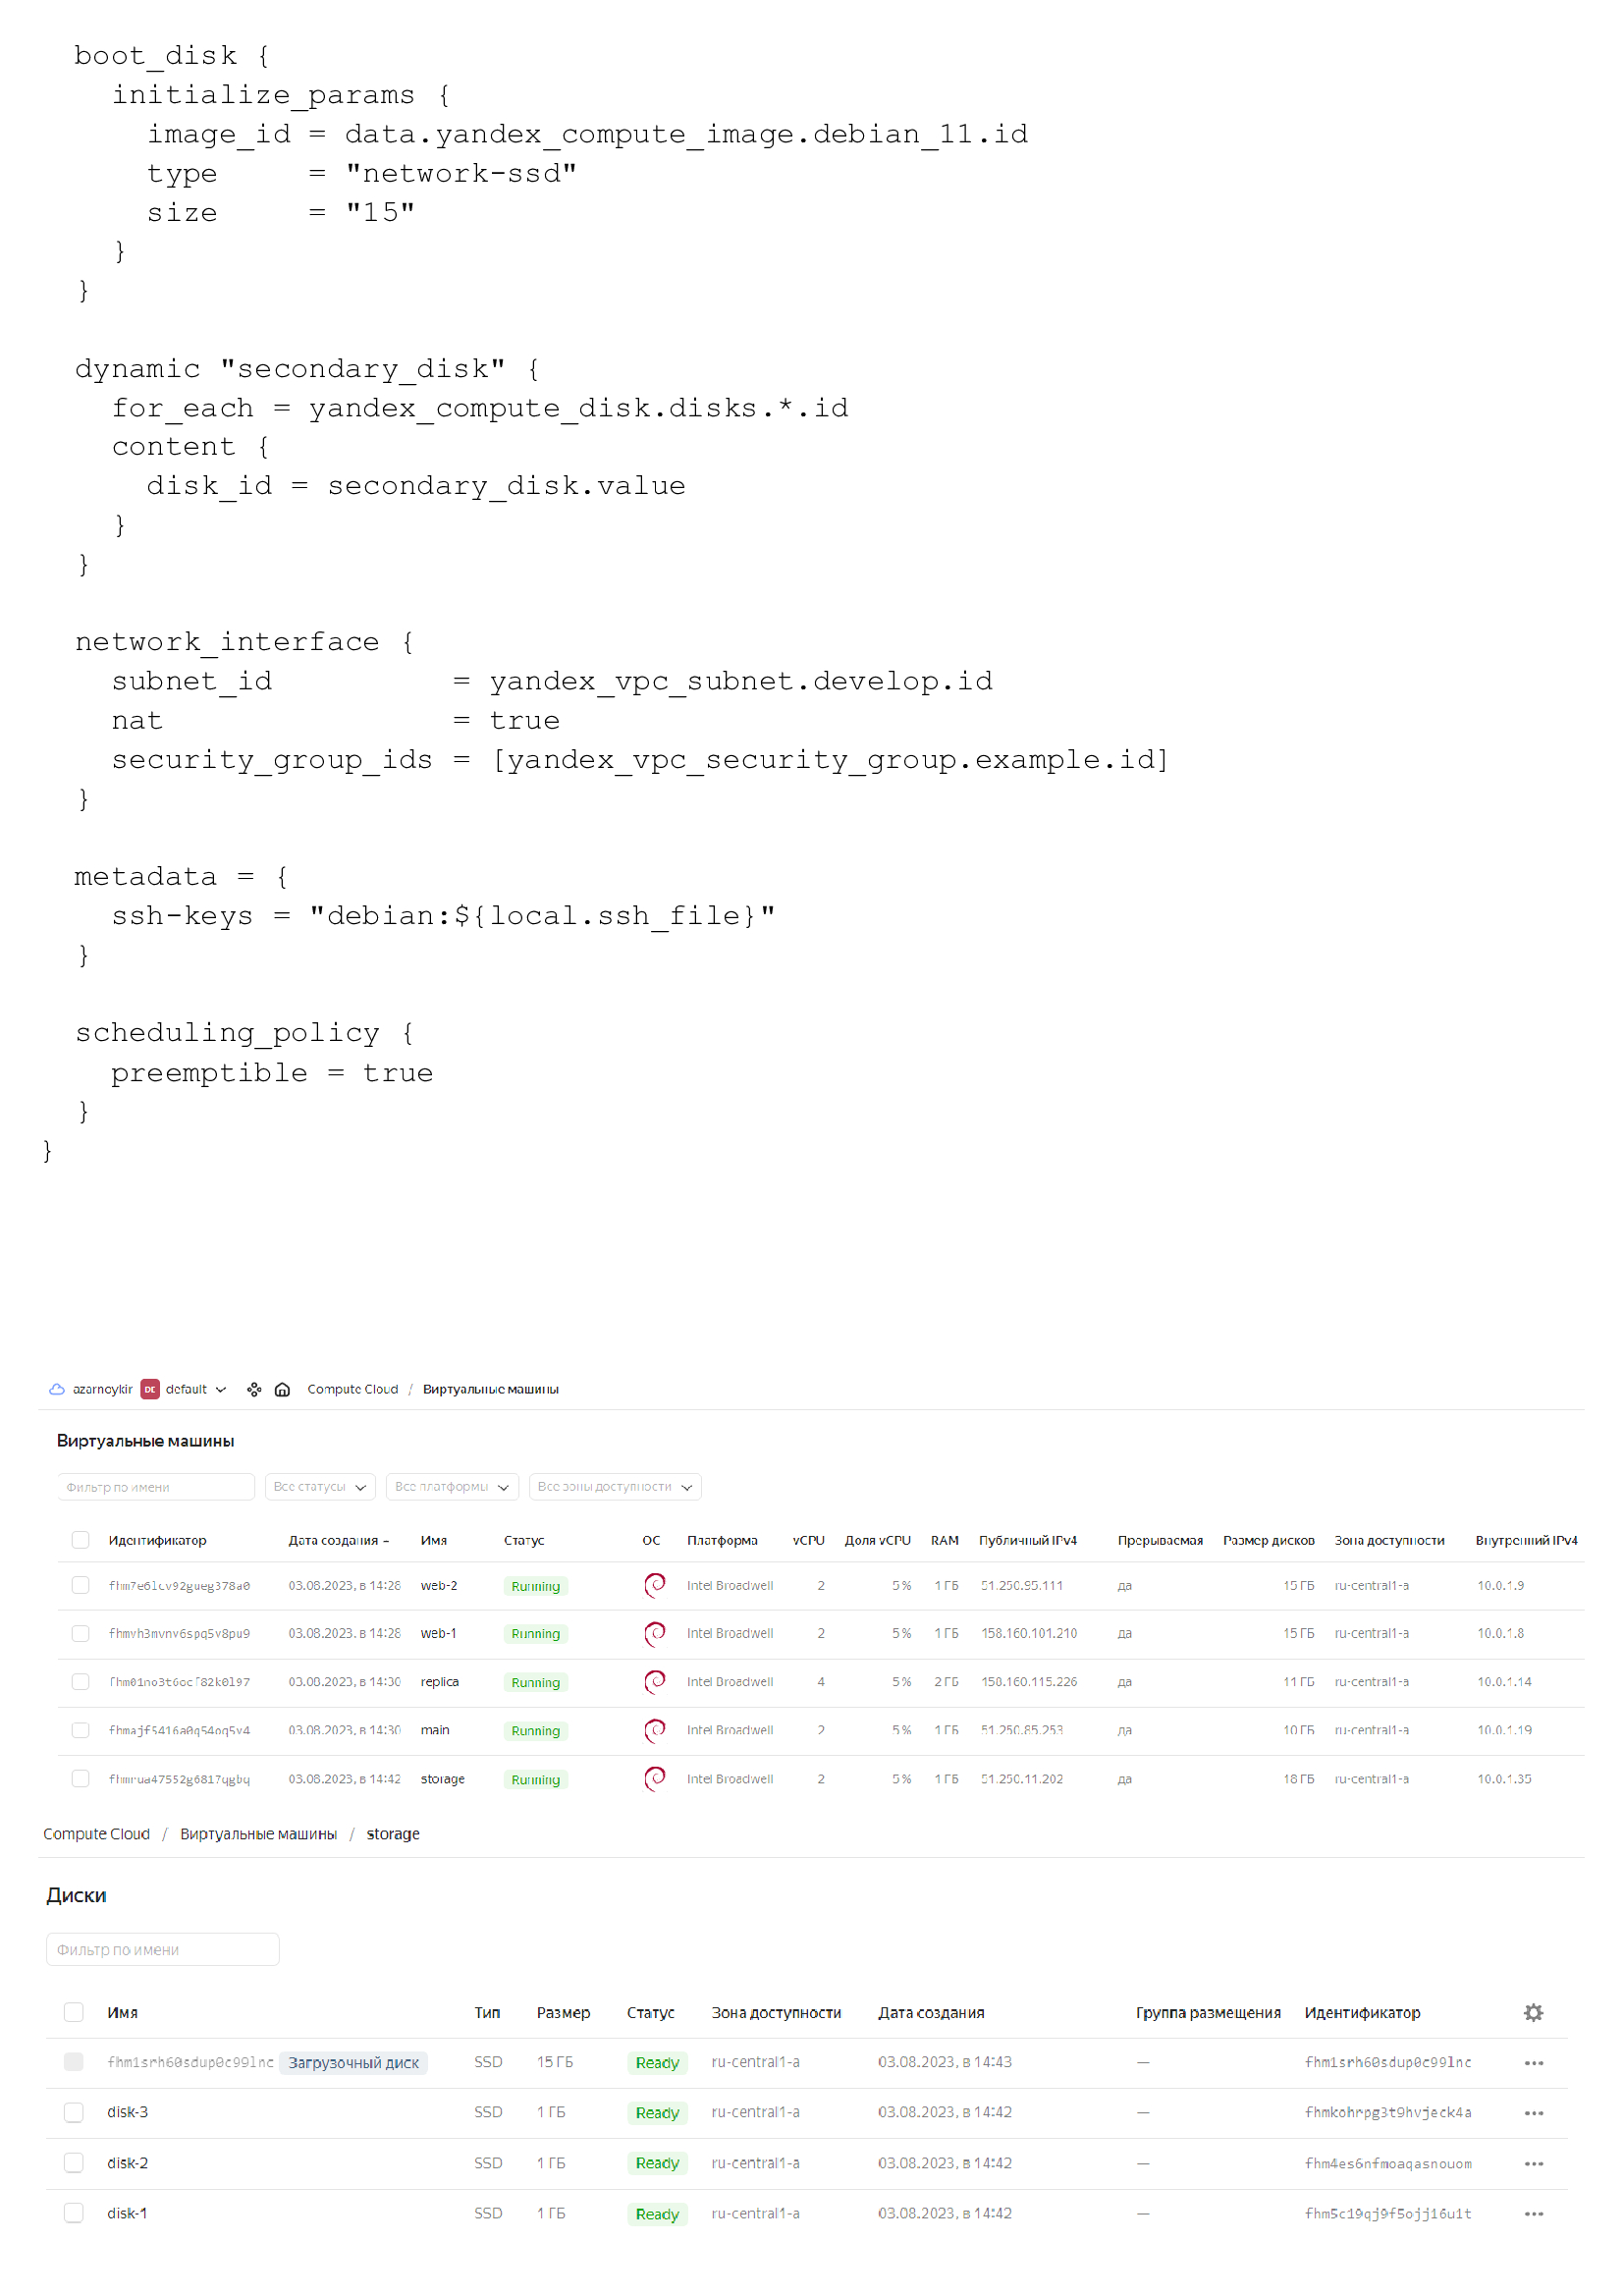 boot_disk {
initialize_params {
image_id = data.yandex_compute_image.debian_11.id
type     = "network-ssd"
size     = "15"
}
}
dynamic "secondary_disk" {
for_each = yandex_compute_disk.disks.*.id
content {
disk_id = secondary_disk.value
}
}
network_interface {
subnet_id          = yandex_vpc_subnet.develop.id
nat                = true
security_group_ids = [yandex_vpc_security_group.example.id]
}
metadata = {
ssh-keys = "debian:${local.ssh_file}"
}
scheduling_policy {
preemptible = true
}
}
azarnoykir DE default Compute Cloud / Виртуальные машины
Виртуальные машины
Фильтр по имени Все статусы Все платформы Все зоны доступности
Идентификатор Дата создания Имя Статус ОС Платформа vCPU Доля vCPU RAM Публичный IPv4 Прерываемая Размер дисков Зона доступности Внутренний IPv4
03.08.2023, в 14:28 web-2 Running Intel Broadwell 2 5 % 1 ГБ 51.250.95.111 да 15 ГБ ru-central1-a 10.0.1.9
03.08.2023, в 14:28 web-1 Running Intel Broadwell 2 5 % 1 ГБ 158.160.101.210 да 15 ГБ ru-central1-a 10.0.1.8
03.08.2023, в 14:30 replica Running Intel Broadwell 4 5 % 2 ГБ 158.160.115.226 да 11 ГБ ru-central1-a 10.0.1.14
03.08.2023, в 14:30 main Running Intel Broadwell 2 5 % 1 ГБ 51.250.85.253 да 10 ГБ ru-central1-a 10.0.1.19
03.08.2023, в 14:42 storage Running Intel Broadwell 2 5 % 1 ГБ 51.250.11.202 да 18 ГБ ru-central1-a 10.0.1.35
Compute Cloud / Виртуальные машины / storage
Диски
Фильтр по имени
Имя Тип Размер Статус Зона доступности Дата создания Группа размещения Идентификатор
fhm1srh60sdup0c99lnc Загрузочный диск SSD 15 ГБ Ready ru-central1-a 03.08.2023, в 14:43 — fhm1srh60sdup0c99lnc
disk-3 SSD 1 ГБ Ready ru-central1-a 03.08.2023, в 14:42 — fhmkohrpg3t9hvjeck4a
disk-2 SSD 1 ГБ Ready ru-central1-a 03.08.2023, в 14:42 — fhm4es6nfmoaqasnouom
disk-1 SSD 1 ГБ Ready ru-central1-a 03.08.2023, в 14:42 — fhm5c19qj9f5ojj16u1t